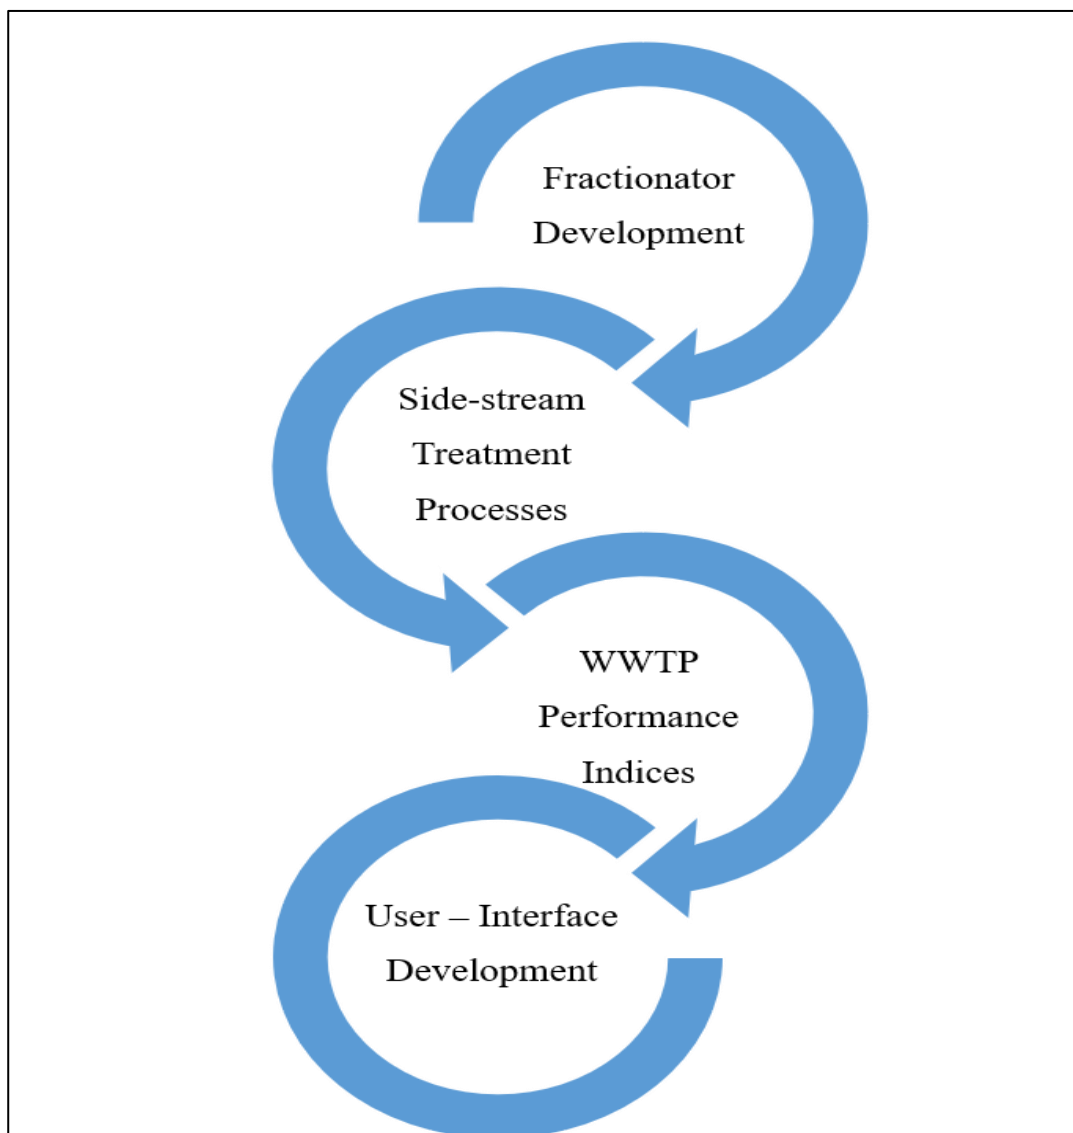 Fractionator
Development
Side-stream
Treatment
Processes
WWTP
Performance
Indices
User – Interface
Development